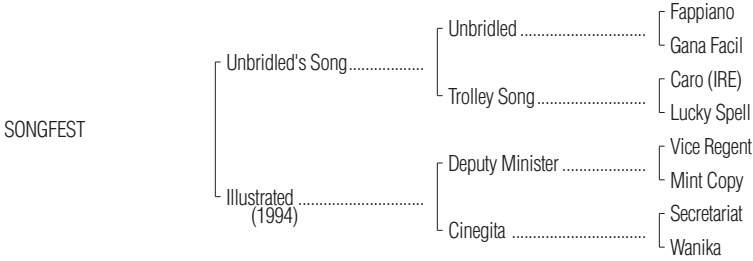 Fappiano
Unbridled ..............................
Gana Facil
Unbridled's Song..................
Caro (IRE)
Trolley Song..........................
Lucky Spell
SONGFEST
Vice Regent
Deputy Minister ....................
Mint Copy
Illustrated ..............................
(1994)
Secretariat
Cinegita ................................
Wanika